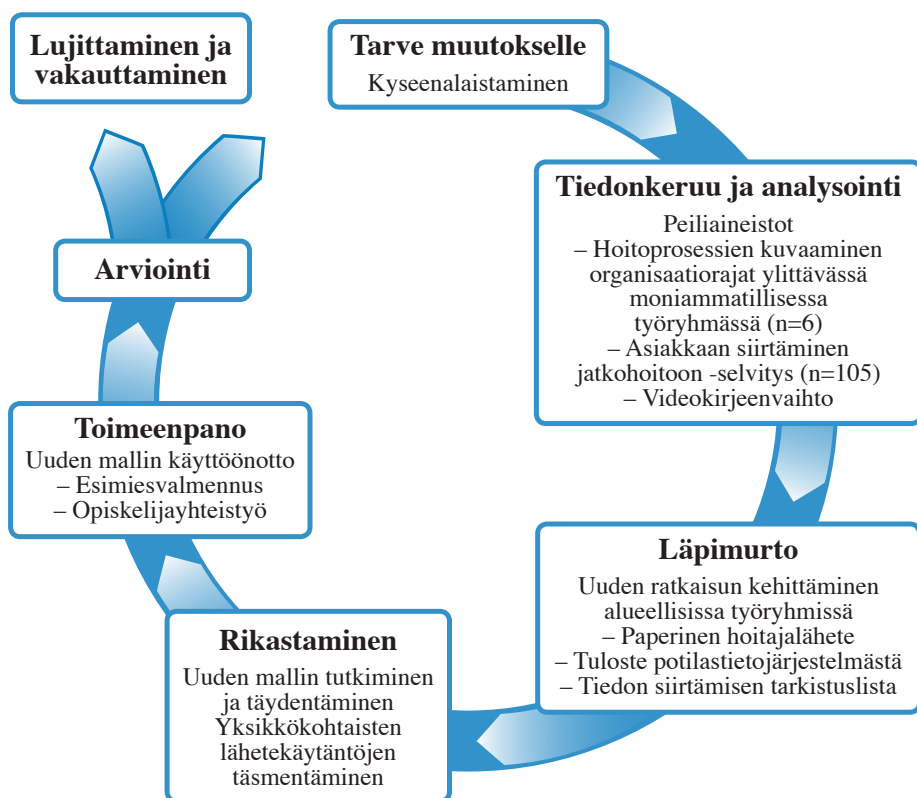 Tarve muutokselle
Kyseenalaistaminen
Tiedonkeruu ja analysointi
Peiliaineistot
– Hoitoprosessien kuvaaminen
organisaatiorajat ylittävässä
moniammatillisessa
työryhmässä (n=6)
– Asiakkaan siirtäminen
jatkohoitoon -selvitys (n=105)
– Videokirjeenvaihto
Läpimurto
Uuden ratkaisun kehittäminen
alueellisissa työryhmissä
– Paperinen hoitajalähete
– Tuloste potilastietojärjestelmästä
– Tiedon siirtämisen tarkistuslista
Rikastaminen
Uuden mallin tutkiminen
ja täydentäminen
Yksikkökohtaisten
lähetekäytäntöjen
täsmentäminen
Toimeenpano
Uuden mallin käyttöönotto
– Esimiesvalmennus
– Opiskelijayhteistyö
Arviointi
Lujittaminen ja
vakauttaminen